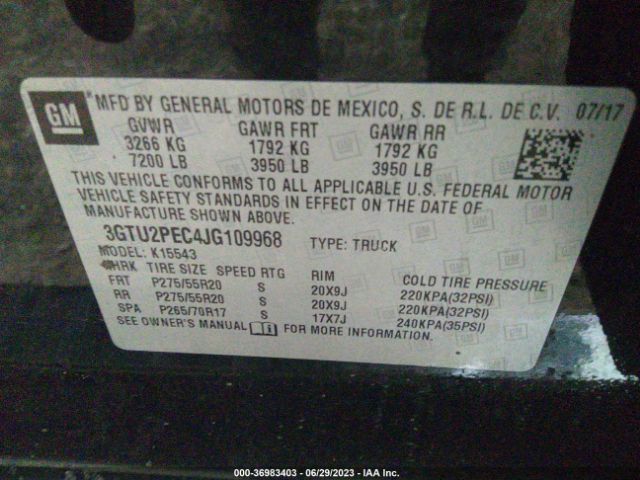 GM
MFD BY GENERAL MOTORS DE MEXICO, S. DE R.L. DE C.V. 07/17
GVWR GAWR FRT GAWR RR
3266 KG 1792 KG 1792 KG
7200 LB 3950 LB 3950 LB
THIS VEHICLE CONFORMS TO ALL APPLICABLE U.S. FEDERAL MOTOR
VEHICLE SAFETY STANDARDS IN EFFECT ON THE DATE OF
MANUFACTURE SHOWN ABOVE.
3GTU2PEC4JG109968 TYPE: TRUCK
MODEL: K15543
HRK TIRE SIZE SPEED RTG RIM COLD TIRE PRESSURE
FRT P275/55R20 S 20X9J 220KPA(32PSI)
RR P275/55R20 S 20X9J 220KPA(32PSI)
SPA P265/70R17 S 17X7J 240KPA(35PSI)
SEE OWNER'S MANUAL FOR MORE INFORMATION.
000-36983403 - 06/29/2023 - IAA Inc.